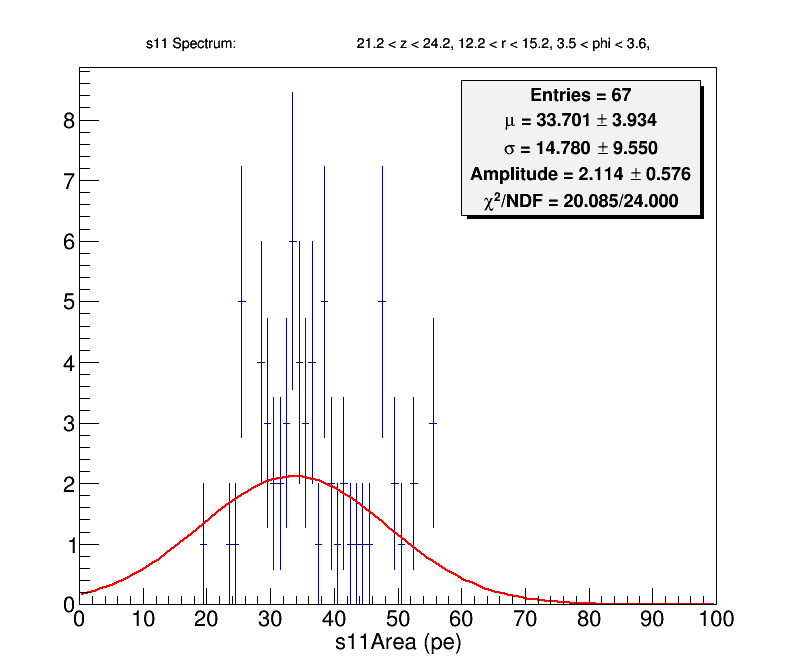 s11 Spectrum: 21.2 < z < 24.2, 12.2 < r < 15.2, 3.5 < phi < 3.6,
Entries = 67
μ = 33.701 ± 3.934
σ = 14.780 ± 9.550
Amplitude = 2.114 ± 0.576
χ²/NDF = 20.085/24.000
8
7
6
5
4
3
2
1
0
0 10 20 30 40 50 60 70 80 90 100
s11Area (pe)